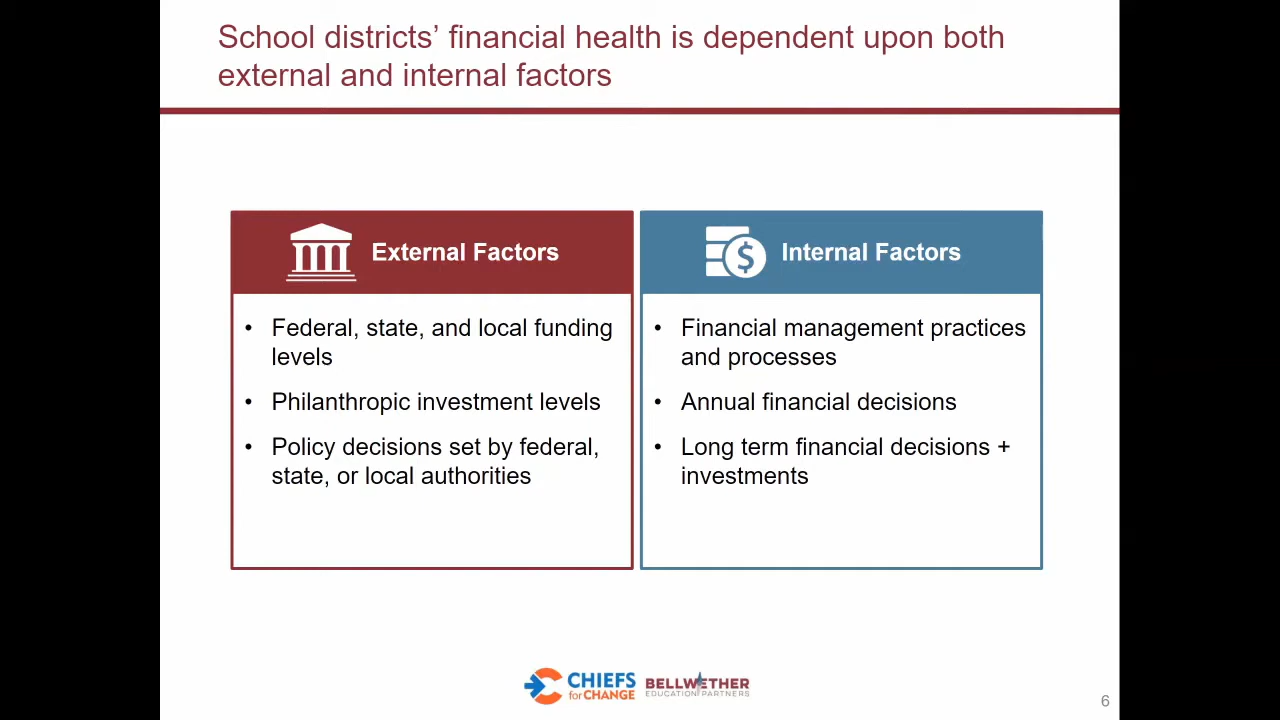 School districts’ financial health is dependent upon both
external and internal factors
External Factors
• Federal, state, and local funding
levels
• Philanthropic investment levels
• Policy decisions set by federal,
state, or local authorities
$ Internal Factors
• Financial management practices
and processes
• Annual financial decisions
• Long term financial decisions +
investments
CHIEFS
for CHANGE
BELLWETHER
EDUCATION PARTNERS
6